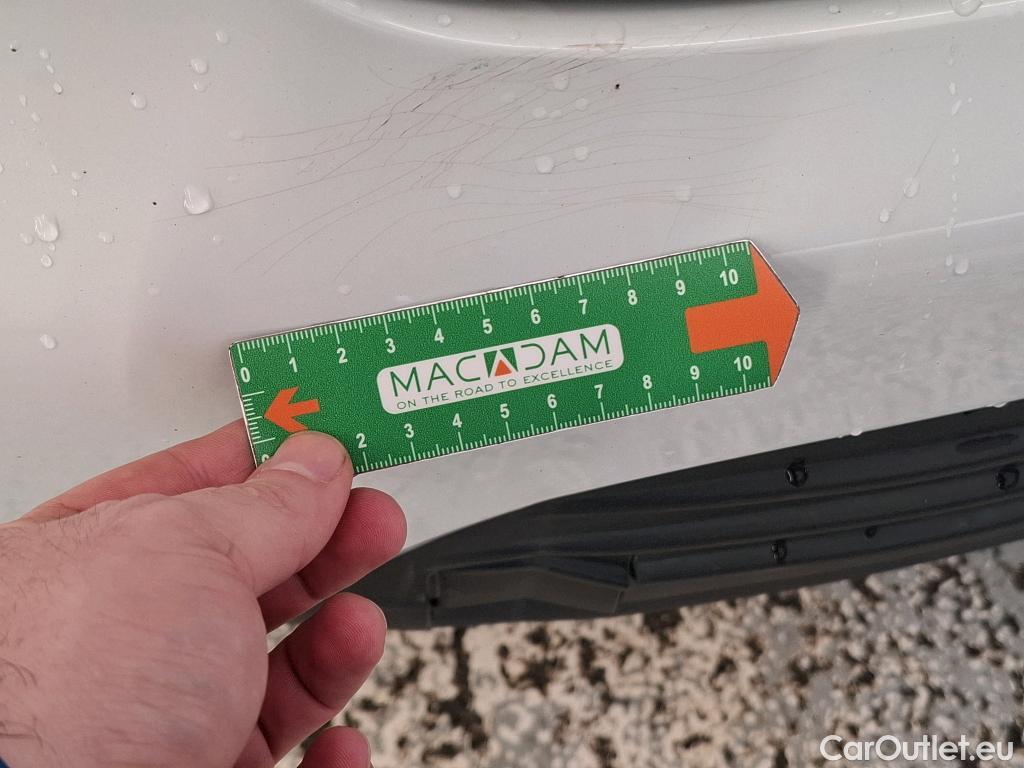 0 1 2 3 4 5 6 7 8 9 10
MACADAM
ON THE ROAD TO EXCELLENCE
2 3 4 5 6 7 8 9 10
CarOutlet.eu